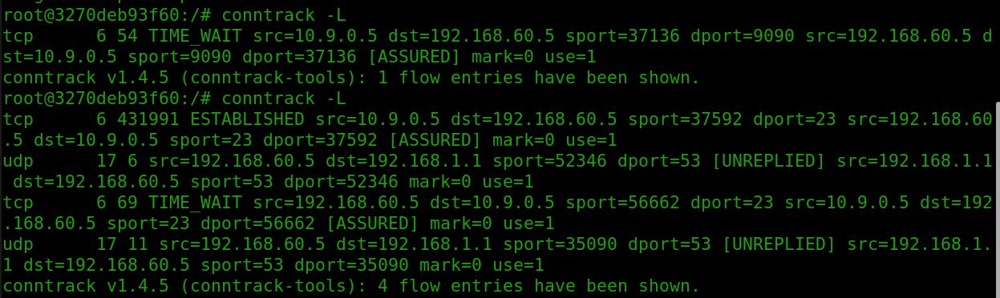 root@3270deb93f60:/# conntrack -L
tcp      6 54 TIME_WAIT src=10.9.0.5 dst=192.168.60.5 sport=37136 dport=9090 src=192.168.60.5 d
st=10.9.0.5 sport=9090 dport=37136 [ASSURED] mark=0 use=1
conntrack v1.4.5 (conntrack-tools): 1 flow entries have been shown.
root@3270deb93f60:/# conntrack -L
tcp      6 431991 ESTABLISHED src=10.9.0.5 dst=192.168.60.5 sport=37592 dport=23 src=192.168.60
.5 dst=10.9.0.5 sport=23 dport=37592 [ASSURED] mark=0 use=1
udp      17 6 src=192.168.60.5 dst=192.168.1.1 sport=52346 dport=53 [UNREPLIED] src=192.168.1.1
 dst=192.168.60.5 sport=53 dport=52346 mark=0 use=1
tcp      6 69 TIME_WAIT src=192.168.60.5 dst=10.9.0.5 sport=56662 dport=23 src=10.9.0.5 dst=192
.168.60.5 sport=23 dport=56662 [ASSURED] mark=0 use=1
udp      17 11 src=192.168.60.5 dst=192.168.1.1 sport=35090 dport=53 [UNREPLIED] src=192.168.1.
1 dst=192.168.60.5 sport=53 dport=35090 mark=0 use=1
conntrack v1.4.5 (conntrack-tools): 4 flow entries have been shown.